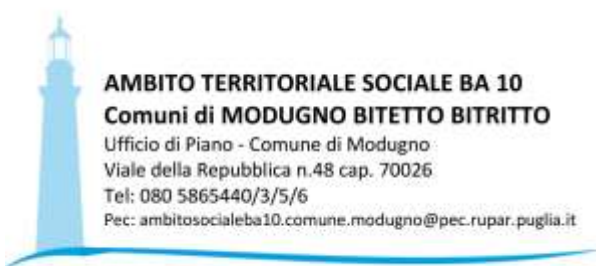 AMBITO TERRITORIALE SOCIALE BA 10
Comuni di MODUGNO BITETTO BITRITTO
Ufficio di Piano - Comune di Modugno
Viale della Repubblica n.48 cap. 70026
Tel: 080 5865440/3/5/6
Pec: ambitosocialeba10.comune.modugno@pec.rupar.puglia.it